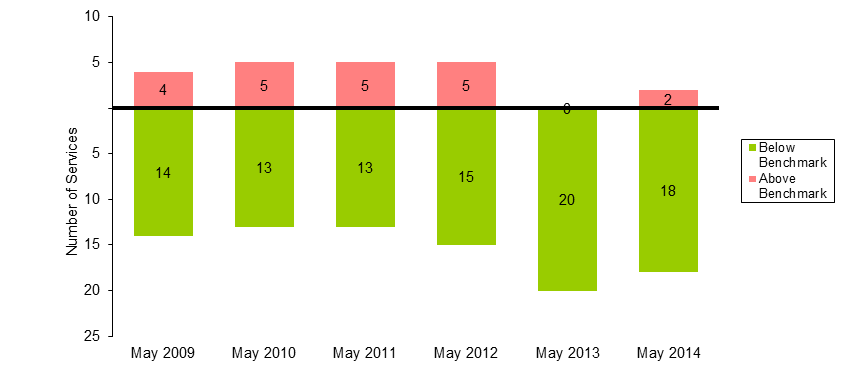 10
5
5
10
15
20
25
Number of Services
4
5
5
5
0
2
14
13
13
15
20
18
May 2009
May 2010
May 2011
May 2012
May 2013
May 2014
Below
Benchmark
Above
Benchmark